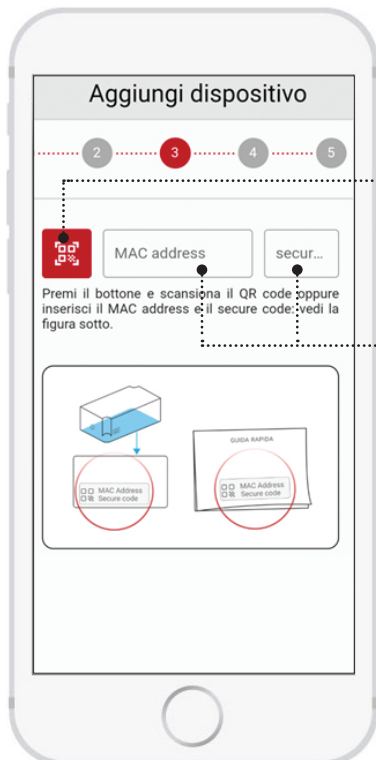 Aggiungi dispositivo
2 3 4 5
MAC address secur...
Premi il bottone e scansiona il QR code oppure
inserisci il MAC address e il secure code: vedi la
figura sotto.
GUIDA RAPIDA
MAC Address
Secure code
MAC Address
Secure code